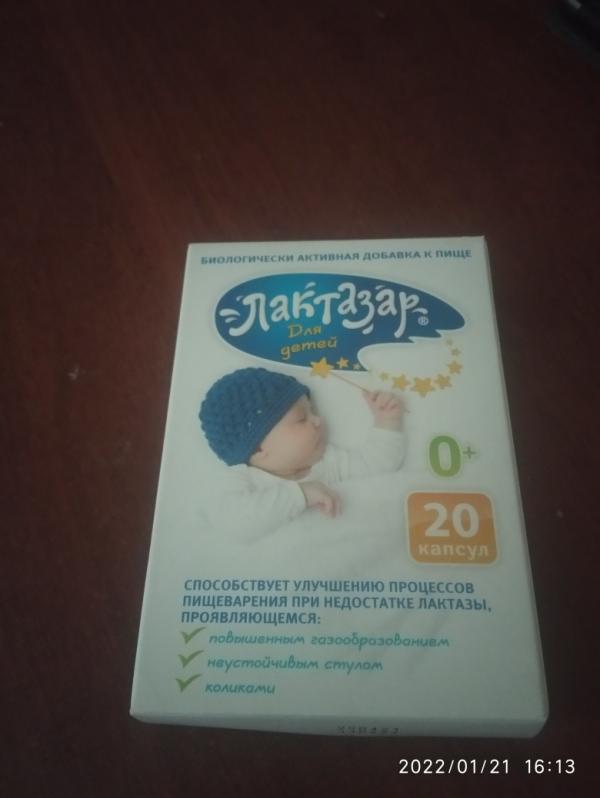 БИОЛОГИЧЕСКИ АКТИВНАЯ ДОБАВКА К ПИЩЕ
Лактазар®
Для
детей
0+
20
капсул
СПОСОБСТВУЕТ УЛУЧШЕНИЮ ПРОЦЕССОВ
ПИЩЕВАРЕНИЯ ПРИ НЕДОСТАТКЕ ЛАКТАЗЫ,
ПРОЯВЛЯЮЩЕМСЯ:
повышенным газообразованием
неустойчивым стулом
коликами
2022/01/21 16:13